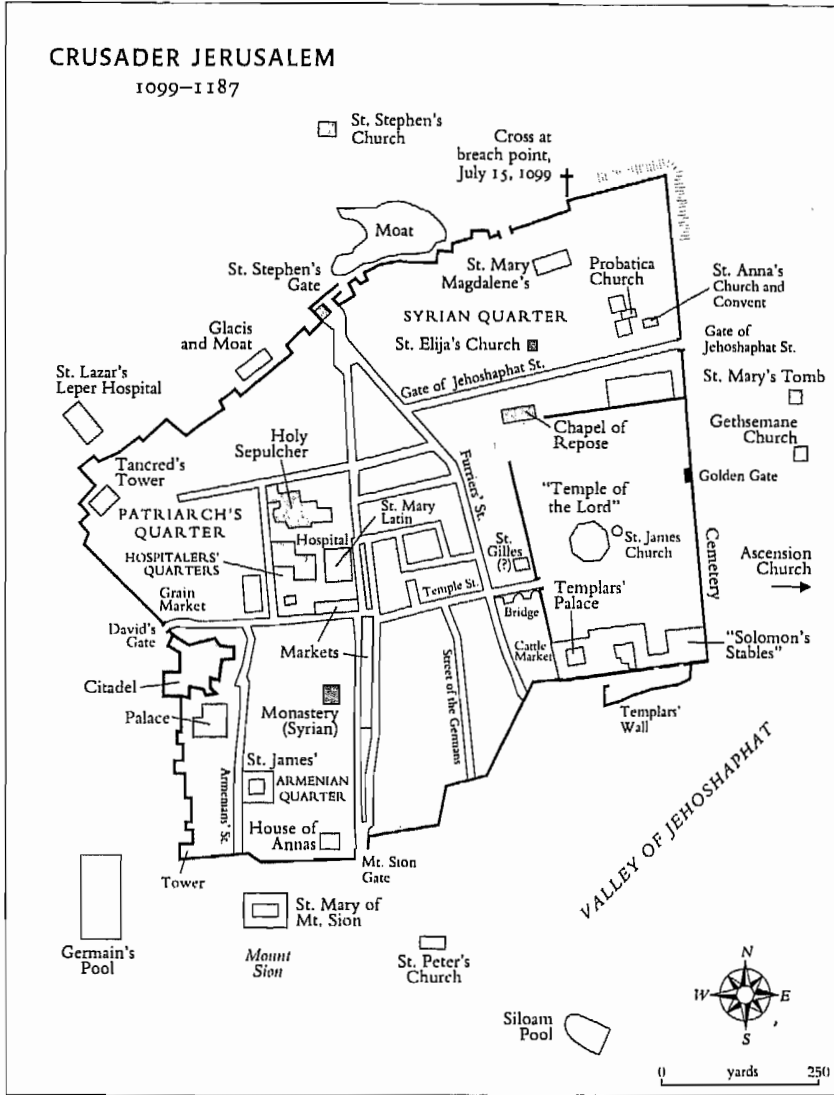 CRUSADER JERUSALEM
1099–1187
St. Stephen's
Church
Cross at
breach point,
July 15, 1099
Moat
St. Stephen's
Gate
St. Mary
Magdalene's
Probatica
Church
St. Anna's
Church and
Convent
SYRIAN QUARTER
Glacis
and Moat
St. Elija's Church
Gate of
Jehoshaphat St.
Gate of Jehoshaphat St.
St. Lazar's
Leper Hospital
St. Mary's Tomb
Chapel of
Repose
Gethsemane
Church
Holy
Sepulcher
Tancred's
Tower
Furriers' St.
Golden Gate
"Temple of
the Lord"
St. Mary
Latin
PATRIARCH'S
QUARTER
Hospital
St. James
Church
HOSPITALERS'
QUARTERS
St.
Gilles
(?)
Cemetery
Ascension
Church
Grain
Market
Temple St.
Templars'
Palace
Bridge
David's
Gate
Markets
Cattle
Market
"Solomon's
Stables"
Citadel
Street of the Germans
Palace
Monastery
(Syrian)
Templars'
Wall
St. James'
ARMENIAN
QUARTER
Armenians' St.
House of
Annas
VALLEY OF JEHOSHAPHAT
Tower
Mt. Sion
Gate
St. Mary of
Mt. Sion
Germain's
Pool
Mount
Sion
St. Peter's
Church
N
W
E
S
Siloam
Pool
0 yards 250